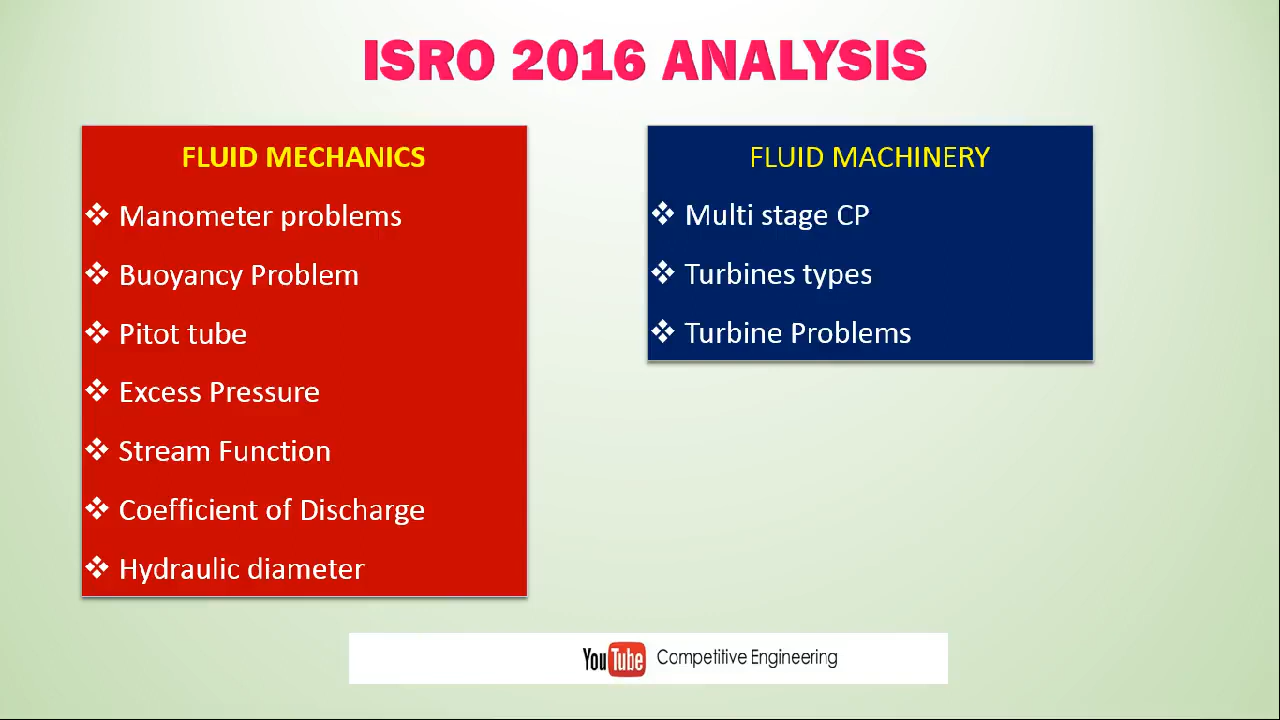 ISRO 2016 ANALYSIS
FLUID MECHANICS
❖ Manometer problems
❖ Buoyancy Problem
❖ Pitot tube
❖ Excess Pressure
❖ Stream Function
❖ Coefficient of Discharge
❖ Hydraulic diameter
FLUID MACHINERY
❖ Multi stage CP
❖ Turbines types
❖ Turbine Problems
YouTube Competitive Engineering